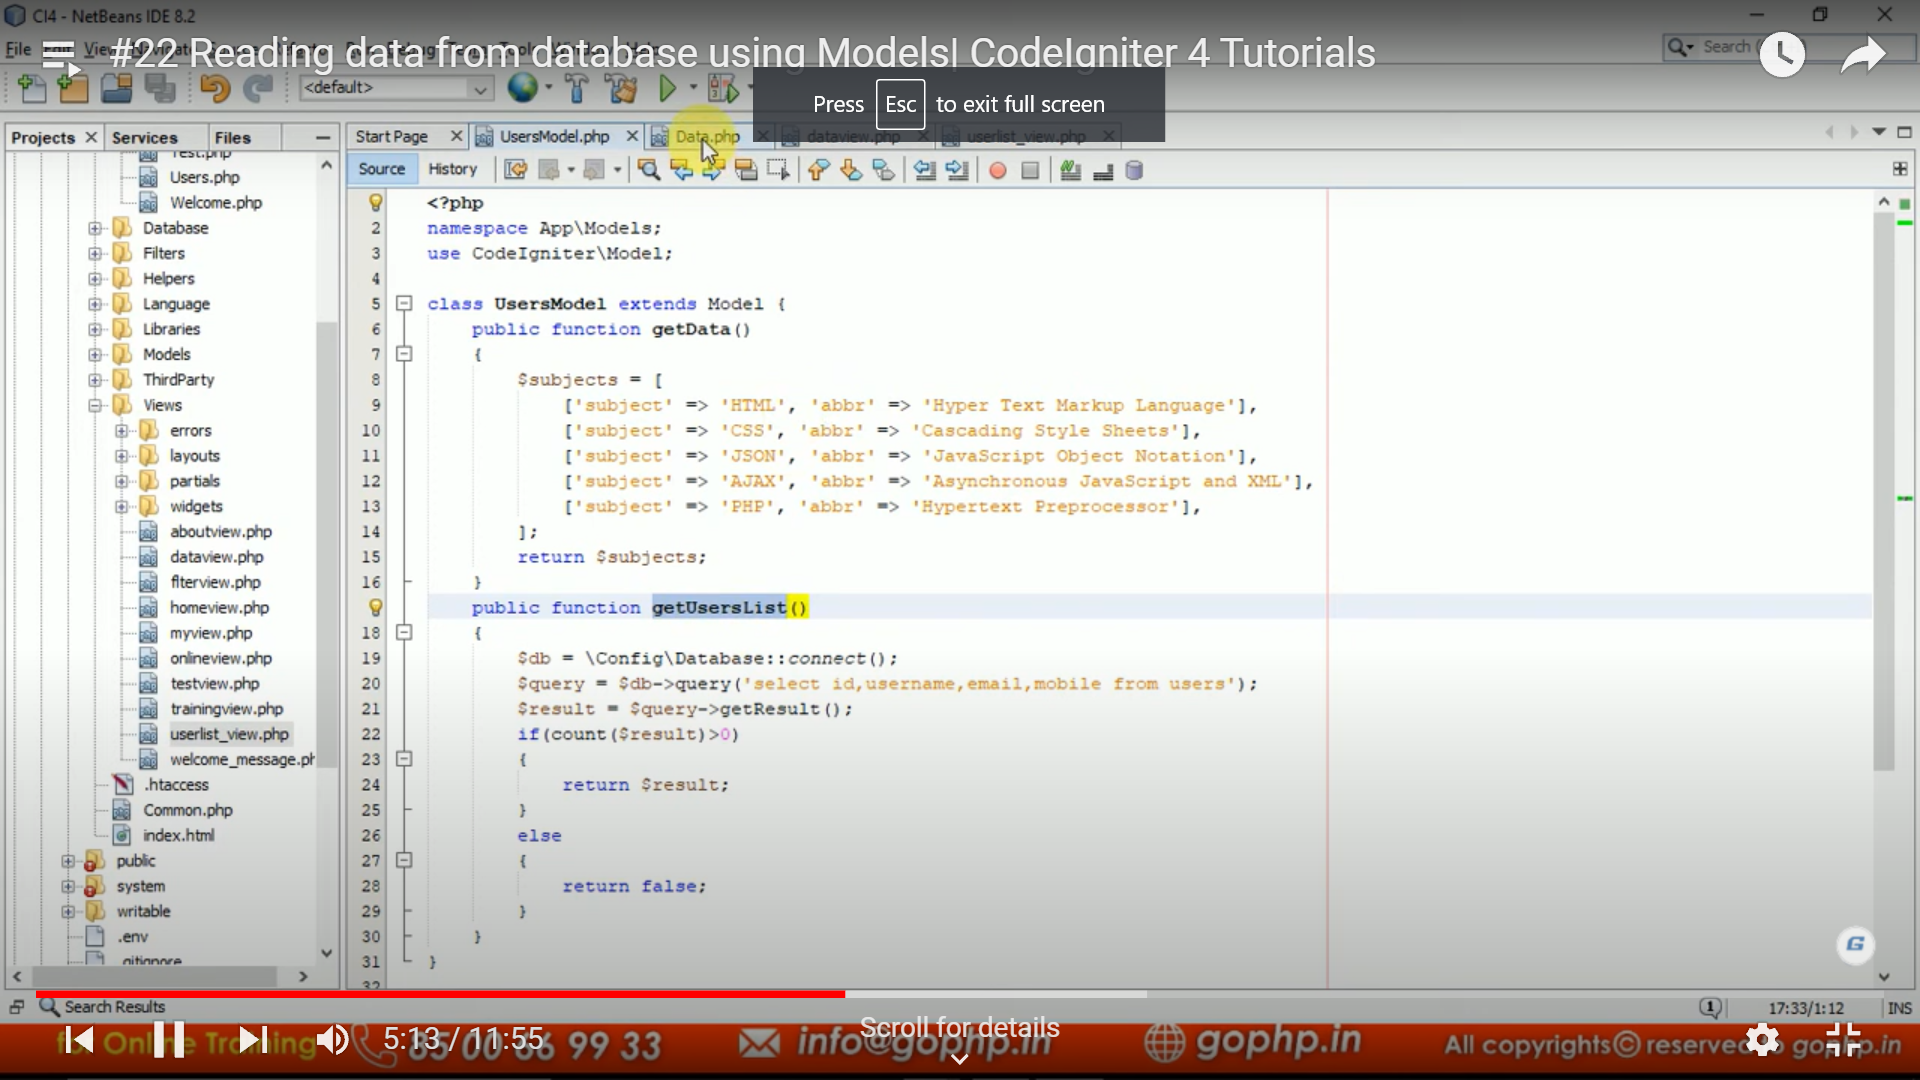 CI4 - NetBeans IDE 8.2
File
View
#22 Reading data from database using Models| CodeIgniter 4 Tutorials
Search
<default>
Press Esc to exit full screen
Projects Services Files
Start Page UsersModel.php Data.php dataview.php userlist_view.php
Source History
Test.php
Users.php
Welcome.php
Database
Filters
Helpers
Language
Libraries
Models
ThirdParty
Views
errors
layouts
partials
widgets
aboutview.php
dataview.php
flterview.php
homeview.php
myview.php
onlineview.php
testview.php
trainingview.php
userlist_view.php
welcome_message.ph
.htaccess
Common.php
index.html
public
system
writable
.env
.gitignore
<?php
2 namespace App\Models;
3 use CodeIgniter\Model;
4
5 class UsersModel extends Model {
6 public function getData()
7 {
8 $subjects = [
9 ['subject' => 'HTML', 'abbr' => 'Hyper Text Markup Language'],
10 ['subject' => 'CSS', 'abbr' => 'Cascading Style Sheets'],
11 ['subject' => 'JSON', 'abbr' => 'JavaScript Object Notation'],
12 ['subject' => 'AJAX', 'abbr' => 'Asynchronous JavaScript and XML'],
13 ['subject' => 'PHP', 'abbr' => 'Hypertext Preprocessor'],
14 ];
15 return $subjects;
16 }
public function getUsersList()
18 {
19 $db = \Config\Database::connect();
20 $query = $db->query('select id,username,email,mobile from users');
21 $result = $query->getResult();
22 if(count($result)>0)
23 {
24 return $result;
25 }
26 else
27 {
28 return false;
29 }
30 }
31 }
32
G
Search Results
1 17:33/1:12 INS
for Online Training 85 00 66 99 33 info@gophp.in gophp.in All copyrights© reserved gophp.in
5:13 / 11:55
Scroll for details